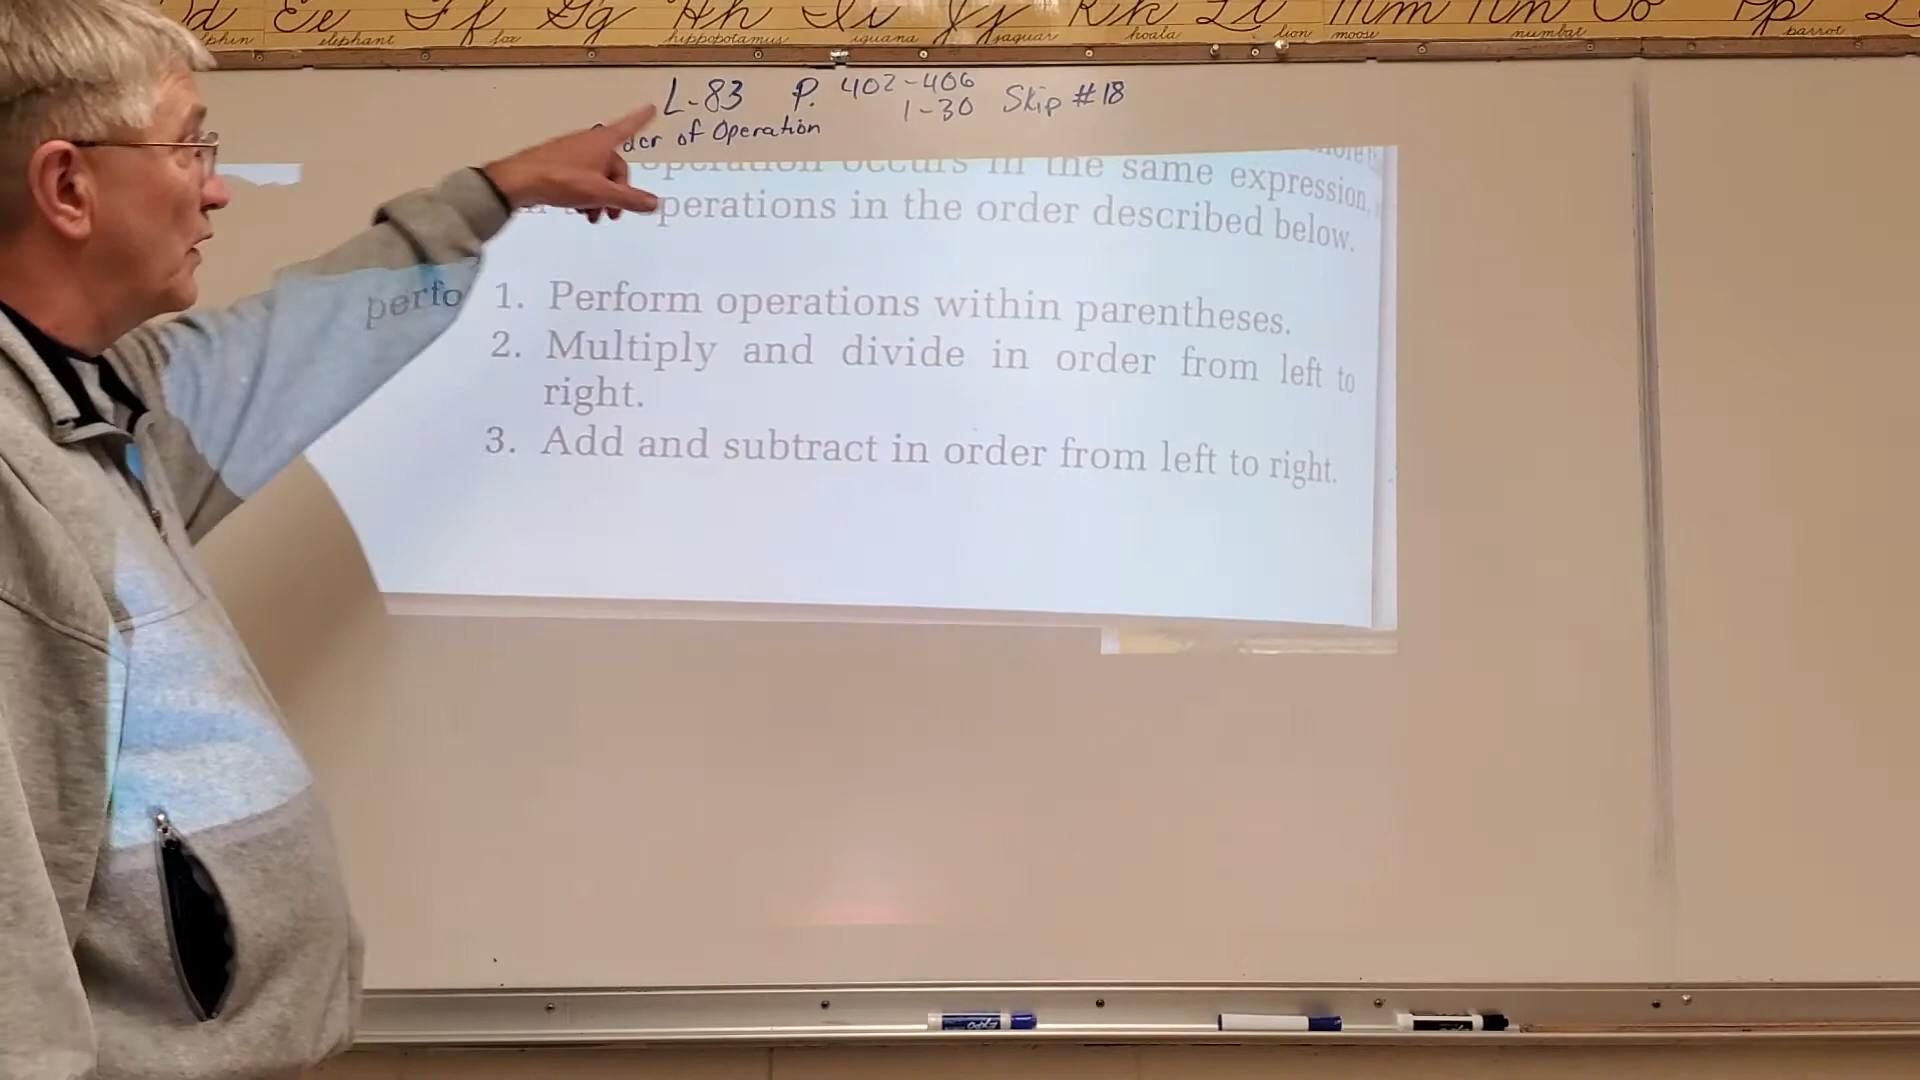 Dd Ee Ff Gg Hh Ii Jj Kk Ll Mm Nn Oo Pp
elephant fox hippopotamus iguana jaguar koala lion moose numbat parrot
L-83 P. 402-406
1-30 Skip #18
of Operation
operation occurs in the same expression,
operations in the order described below.
perfo
1. Perform operations within parentheses.
2. Multiply and divide in order from left to
right.
3. Add and subtract in order from left to right.